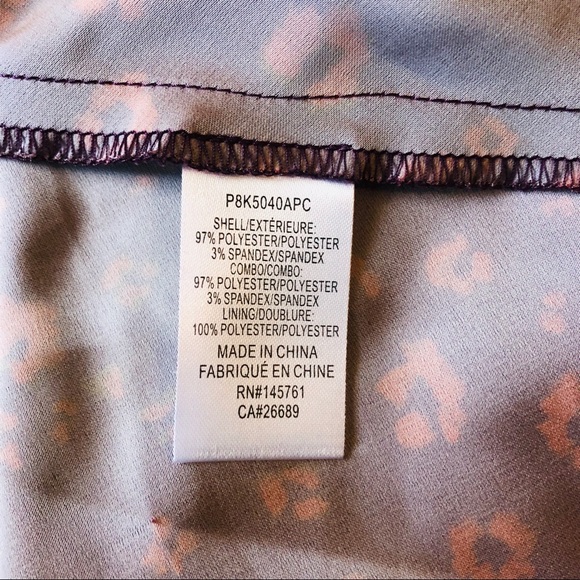 P8K5040APC
SHELL/EXTÉRIEURE:
97% POLYESTER/POLYESTER
3% SPANDEX/SPANDEX
COMBO/COMBO:
97% POLYESTER/POLYESTER
3% SPANDEX/SPANDEX
LINING/DOUBLURE:
100% POLYESTER/POLYESTER
MADE IN CHINA
FABRIQUÉ EN CHINE
RN#145761
CA#26689